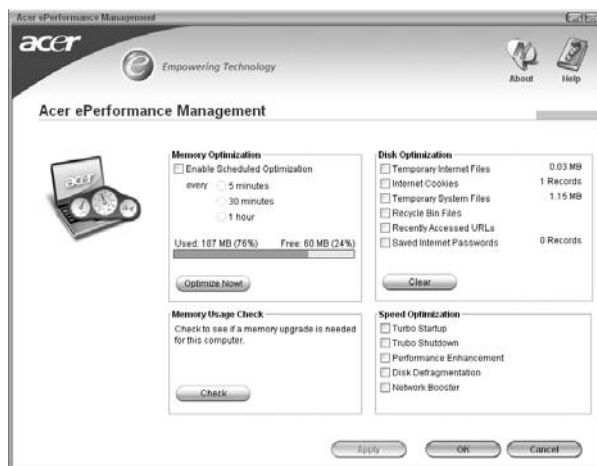 Acer ePerformance Management
acer
Empowering Technology
About
Help
Acer ePerformance Management
Memory Optimization
Enable Scheduled Optimization
every
5 minutes
30 minutes
1 hour
Used: 187 MB (76%) Free: 60 MB (24%)
Optimize Now!
Disk Optimization
Temporary Internet Files 0.03 MB
Internet Cookies 1 Records
Temporary System Files 1.15 MB
Recycle Bin Files
Recently Accessed URLs
Saved Internet Passwords 0 Records
Clear
Memory Usage Check
Check to see if a memory upgrade is needed
for this computer.
Check
Speed Optimization
Turbo Startup
Trubo Shutdown
Performance Enhancement
Disk Defragmentation
Network Booster
Apply
OK
Cancel